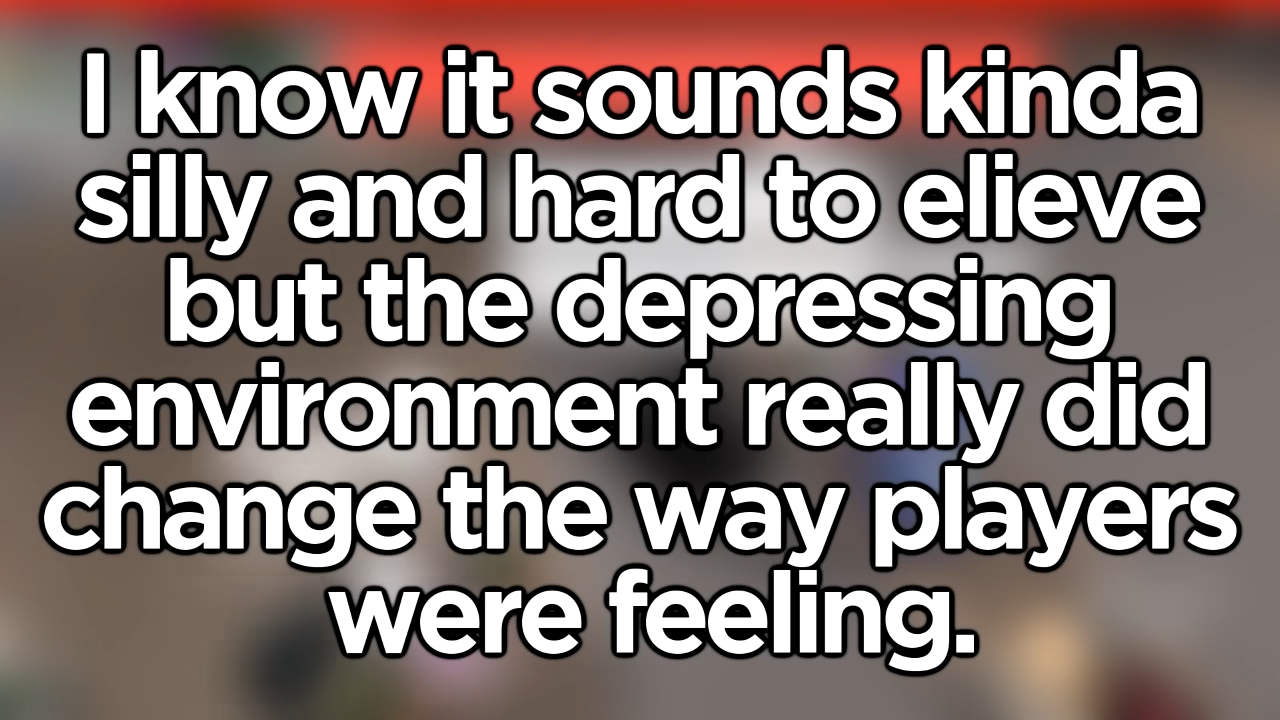 I know it sounds kinda
silly and hard to elieve
but the depressing
environment really did
change the way players
were feeling.